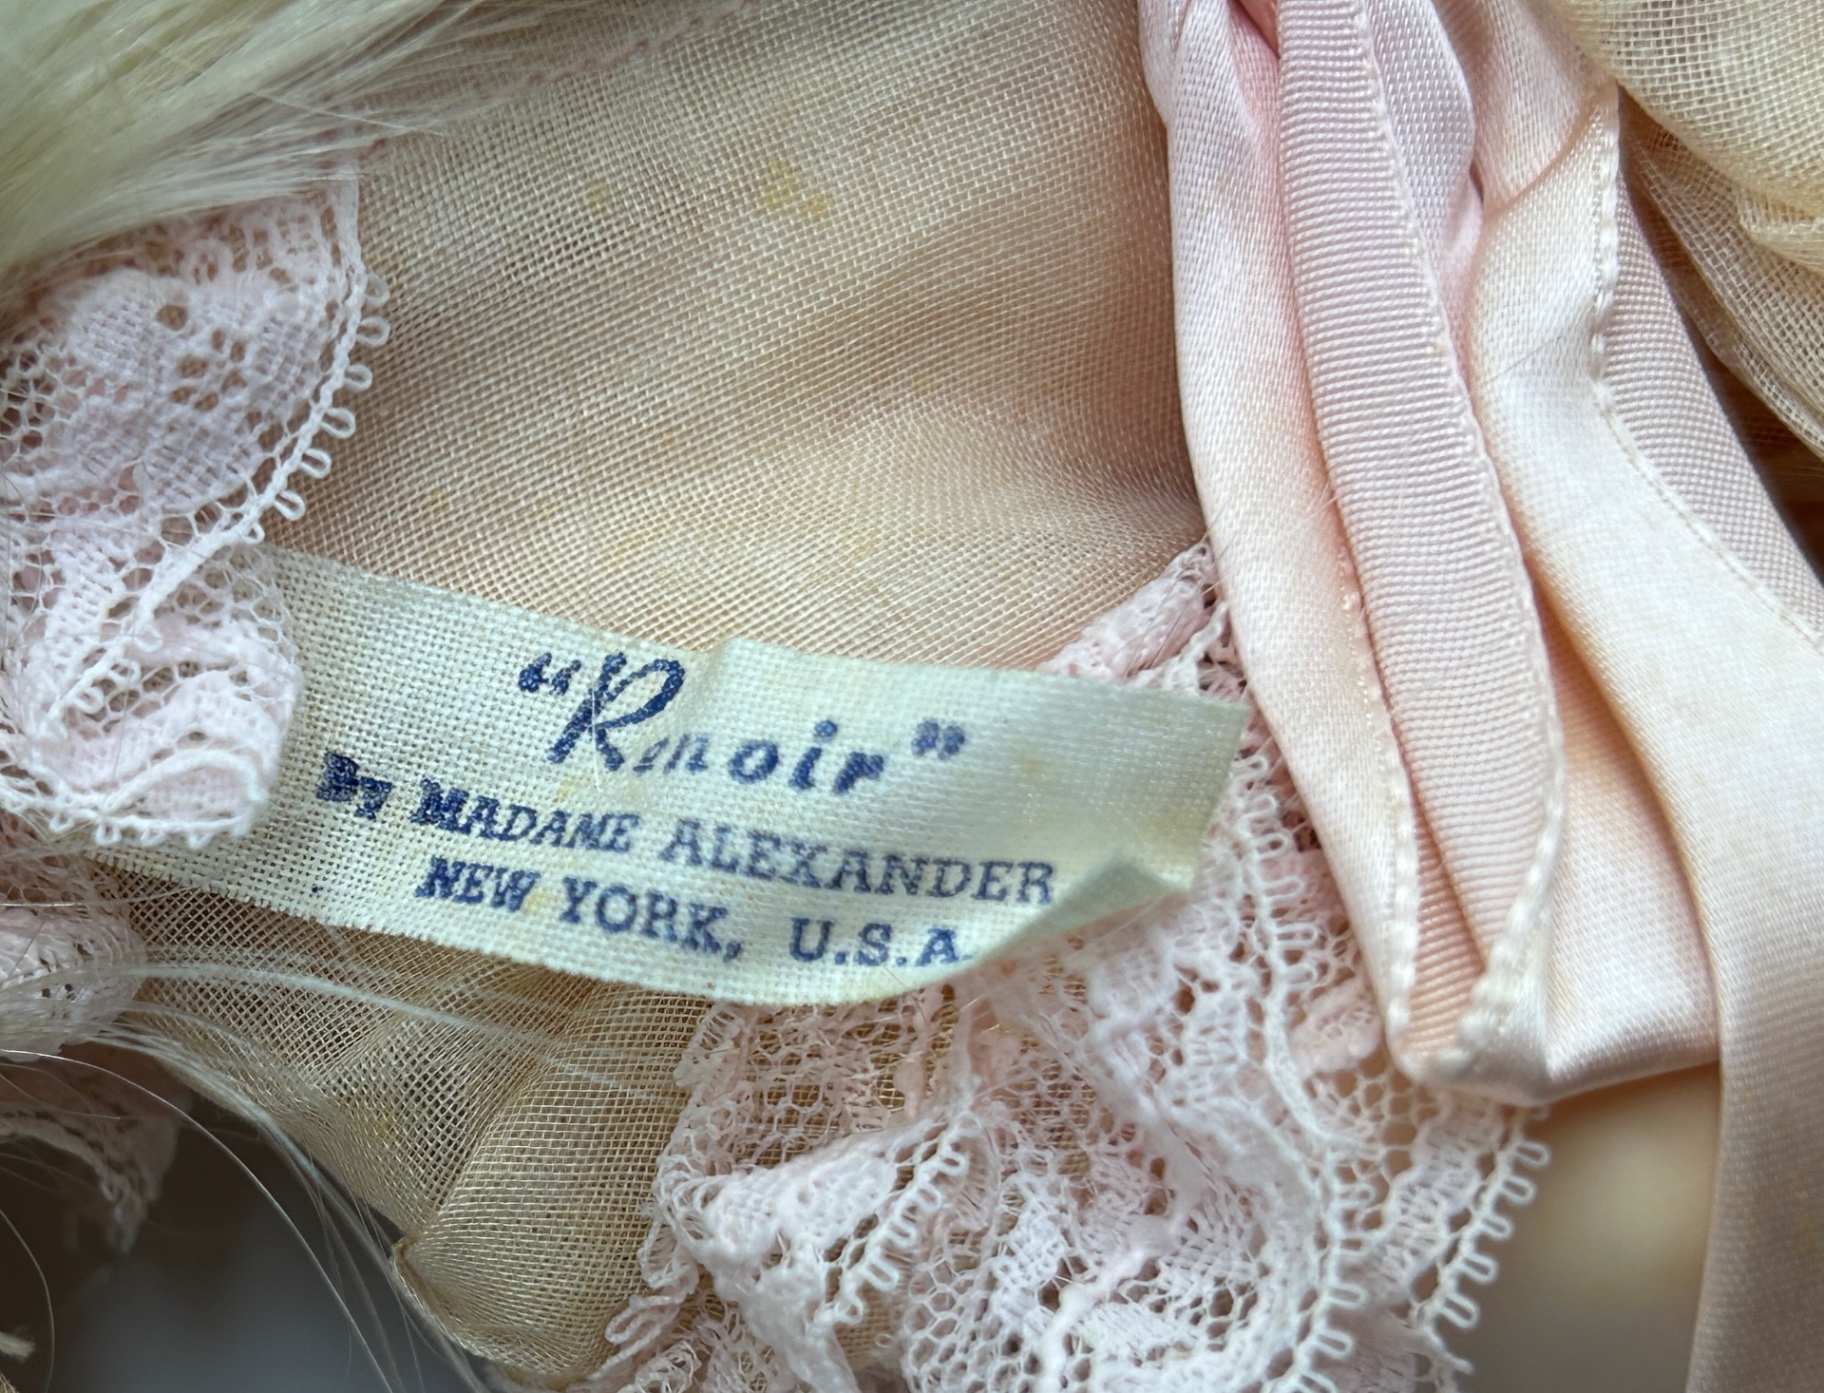 “Renoir”
By MADAME ALEXANDER
NEW YORK, U.S.A.